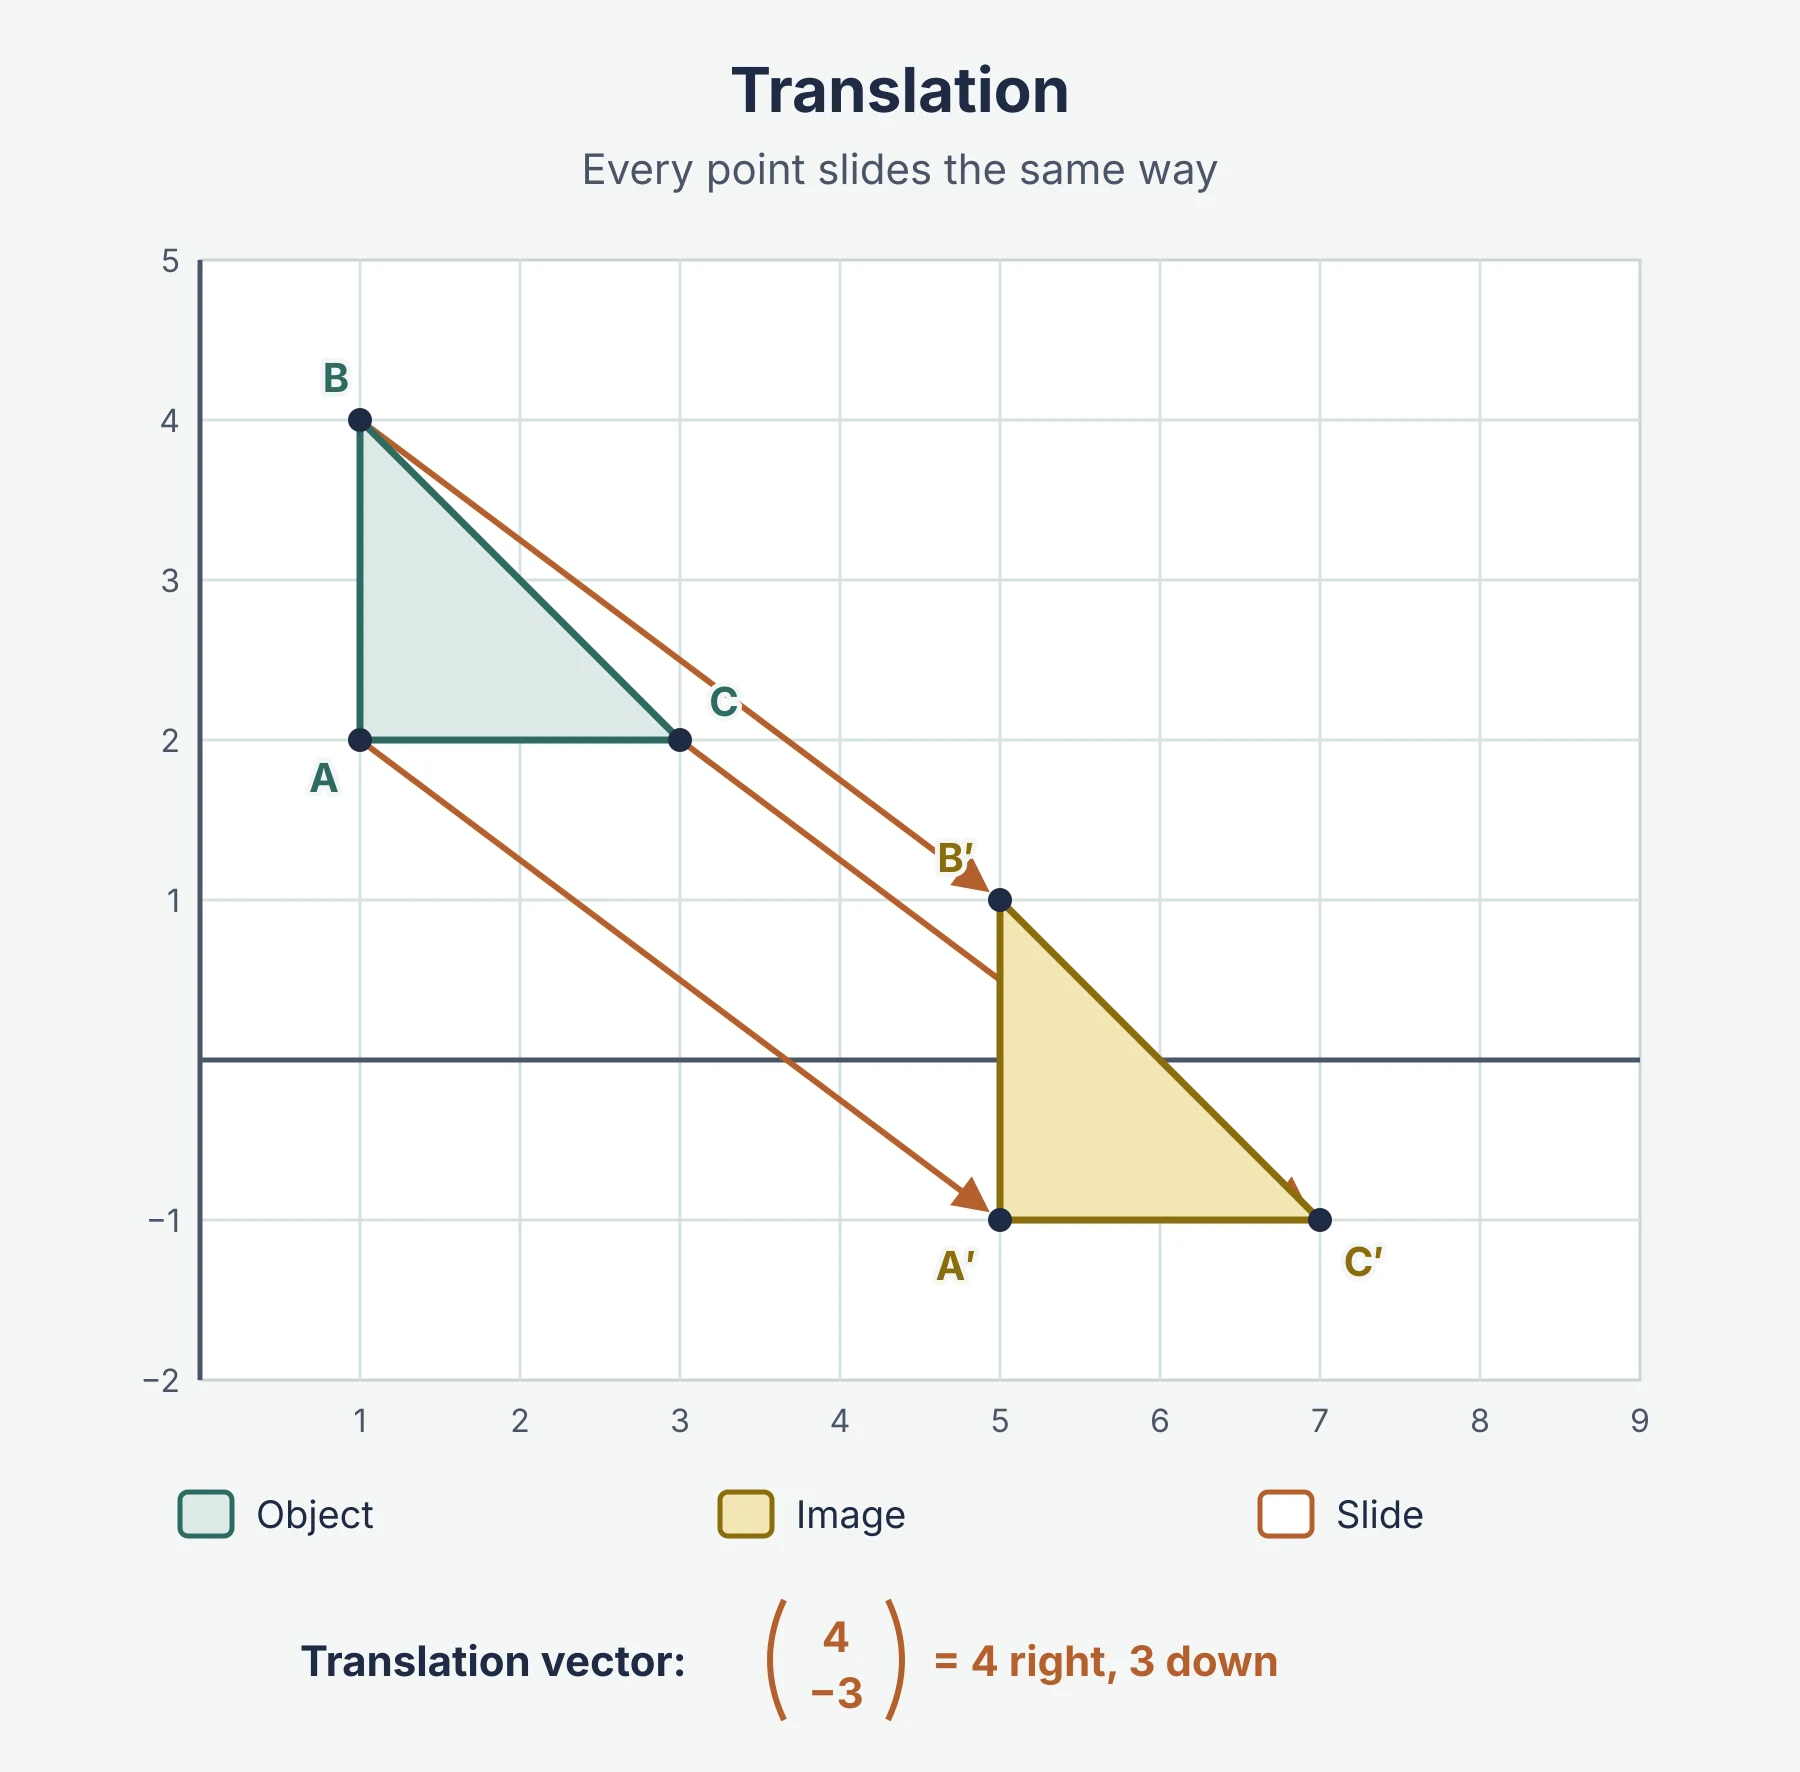 Translation
Every point slides the same way
5
B
4
3
C
2
A
B′
1
−1
A′
C′
−2
1 2 3 4 5 6 7 8 9
Object Image Slide
4
Translation vector: = 4 right, 3 down
−3